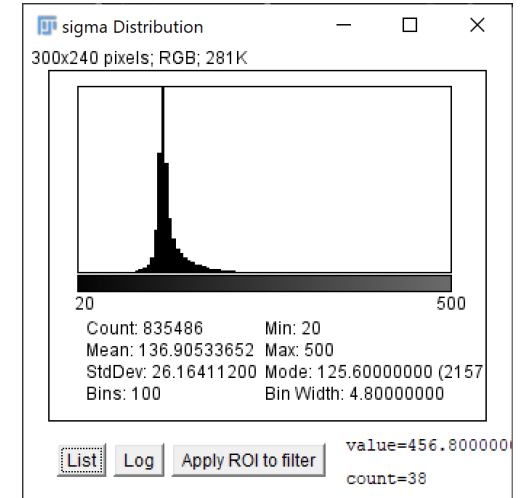 sigma Distribution
300x240 pixels; RGB; 281K
20 500
Count: 835486 Min: 20
Mean: 136.90533652 Max: 500
StdDev: 26.16411200 Mode: 125.60000000 (2157
Bins: 100 Bin Width: 4.80000000
List Log Apply ROI to filter value=456.8000000
count=38